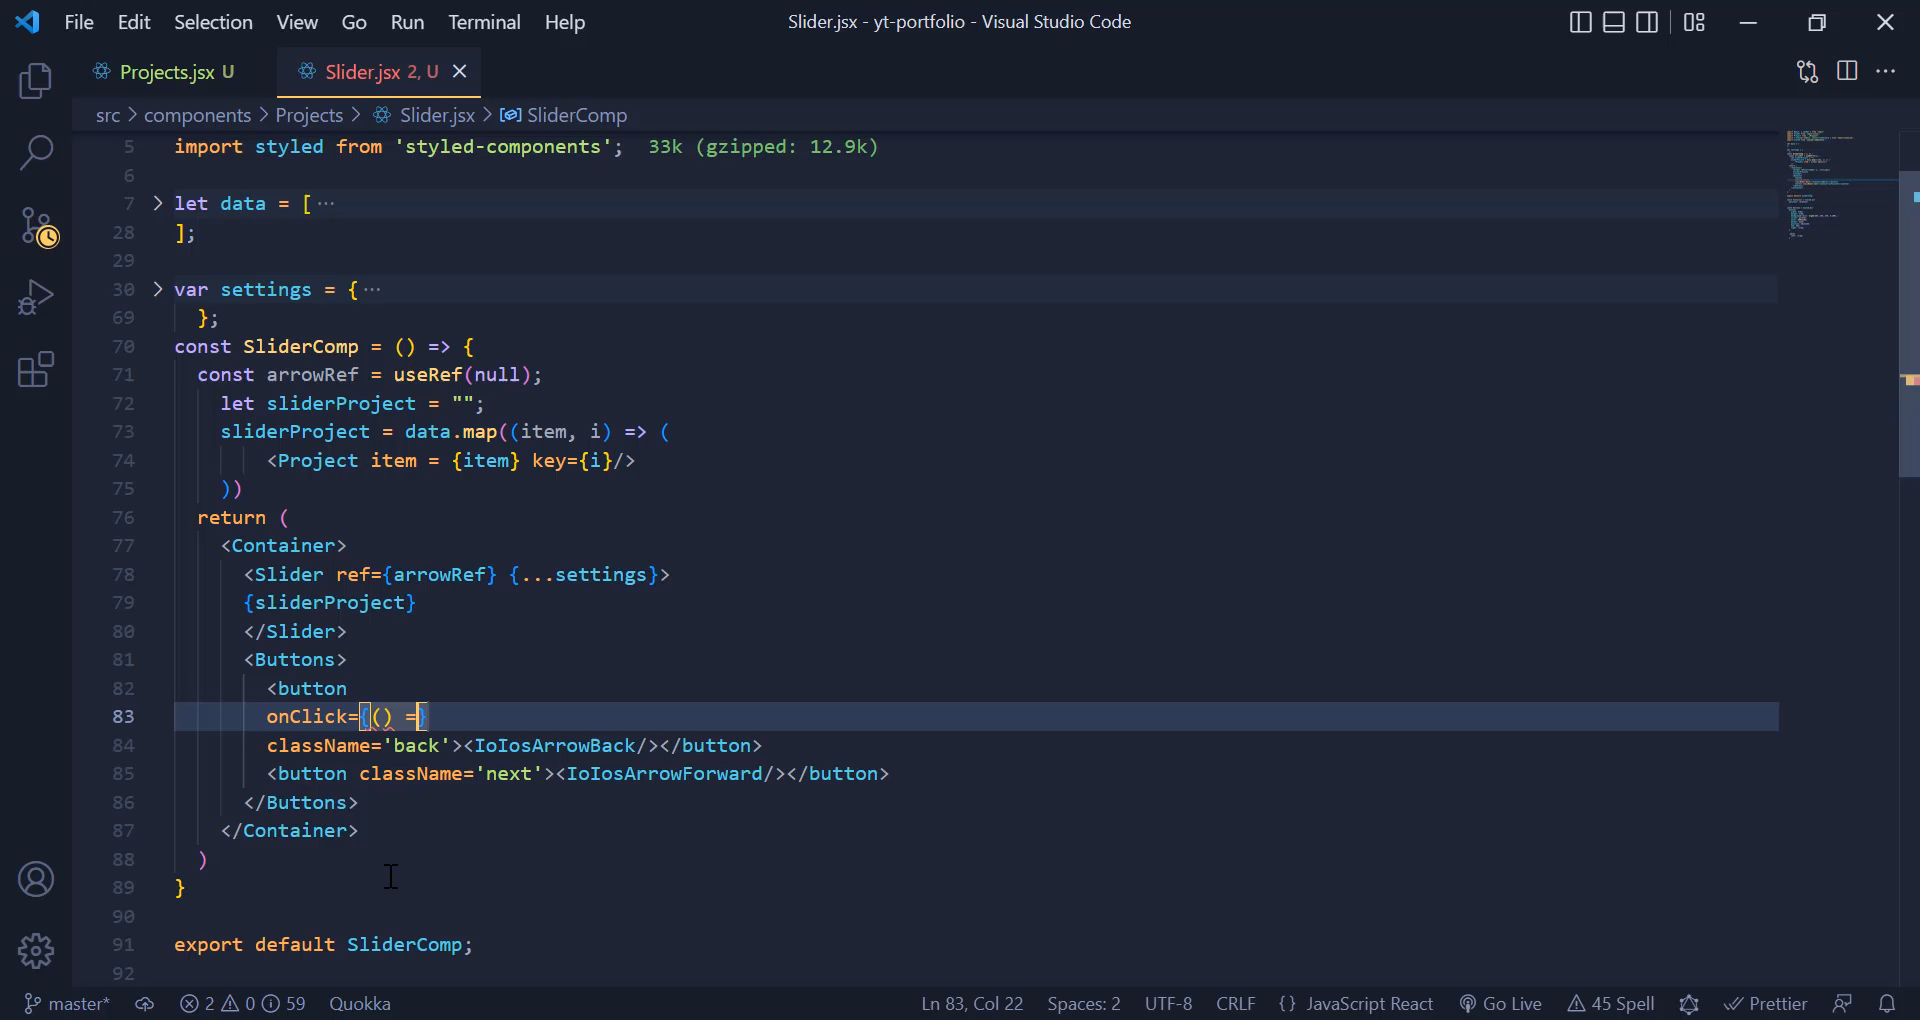 File Edit Selection View Go Run Terminal Help Slider.jsx - yt-portfolio - Visual Studio Code
Projects.jsx U Slider.jsx 2, U
src > components > Projects > Slider.jsx > SliderComp
5 import styled from 'styled-components'; 33k (gzipped: 12.9k)
6
7 > let data = [ ···
28 ];
29
30 > var settings = { ···
69 };
70 const SliderComp = () => {
71 const arrowRef = useRef(null);
72 let sliderProject = "";
73 sliderProject = data.map((item, i) => (
74 <Project item = {item} key={i}/>
75 ))
76 return (
77 <Container>
78 <Slider ref={arrowRef} {...settings}>
79 {sliderProject}
80 </Slider>
81 <Buttons>
82 <button
83 onClick={() =}
84 className='back'><IoIosArrowBack/></button>
85 <button className='next'><IoIosArrowForward/></button>
86 </Buttons>
87 </Container>
88 )
89 }
90
91 export default SliderComp;
92
master* 2 0 59 Quokka Ln 83, Col 22 Spaces: 2 UTF-8 CRLF {} JavaScript React Go Live 45 Spell Prettier